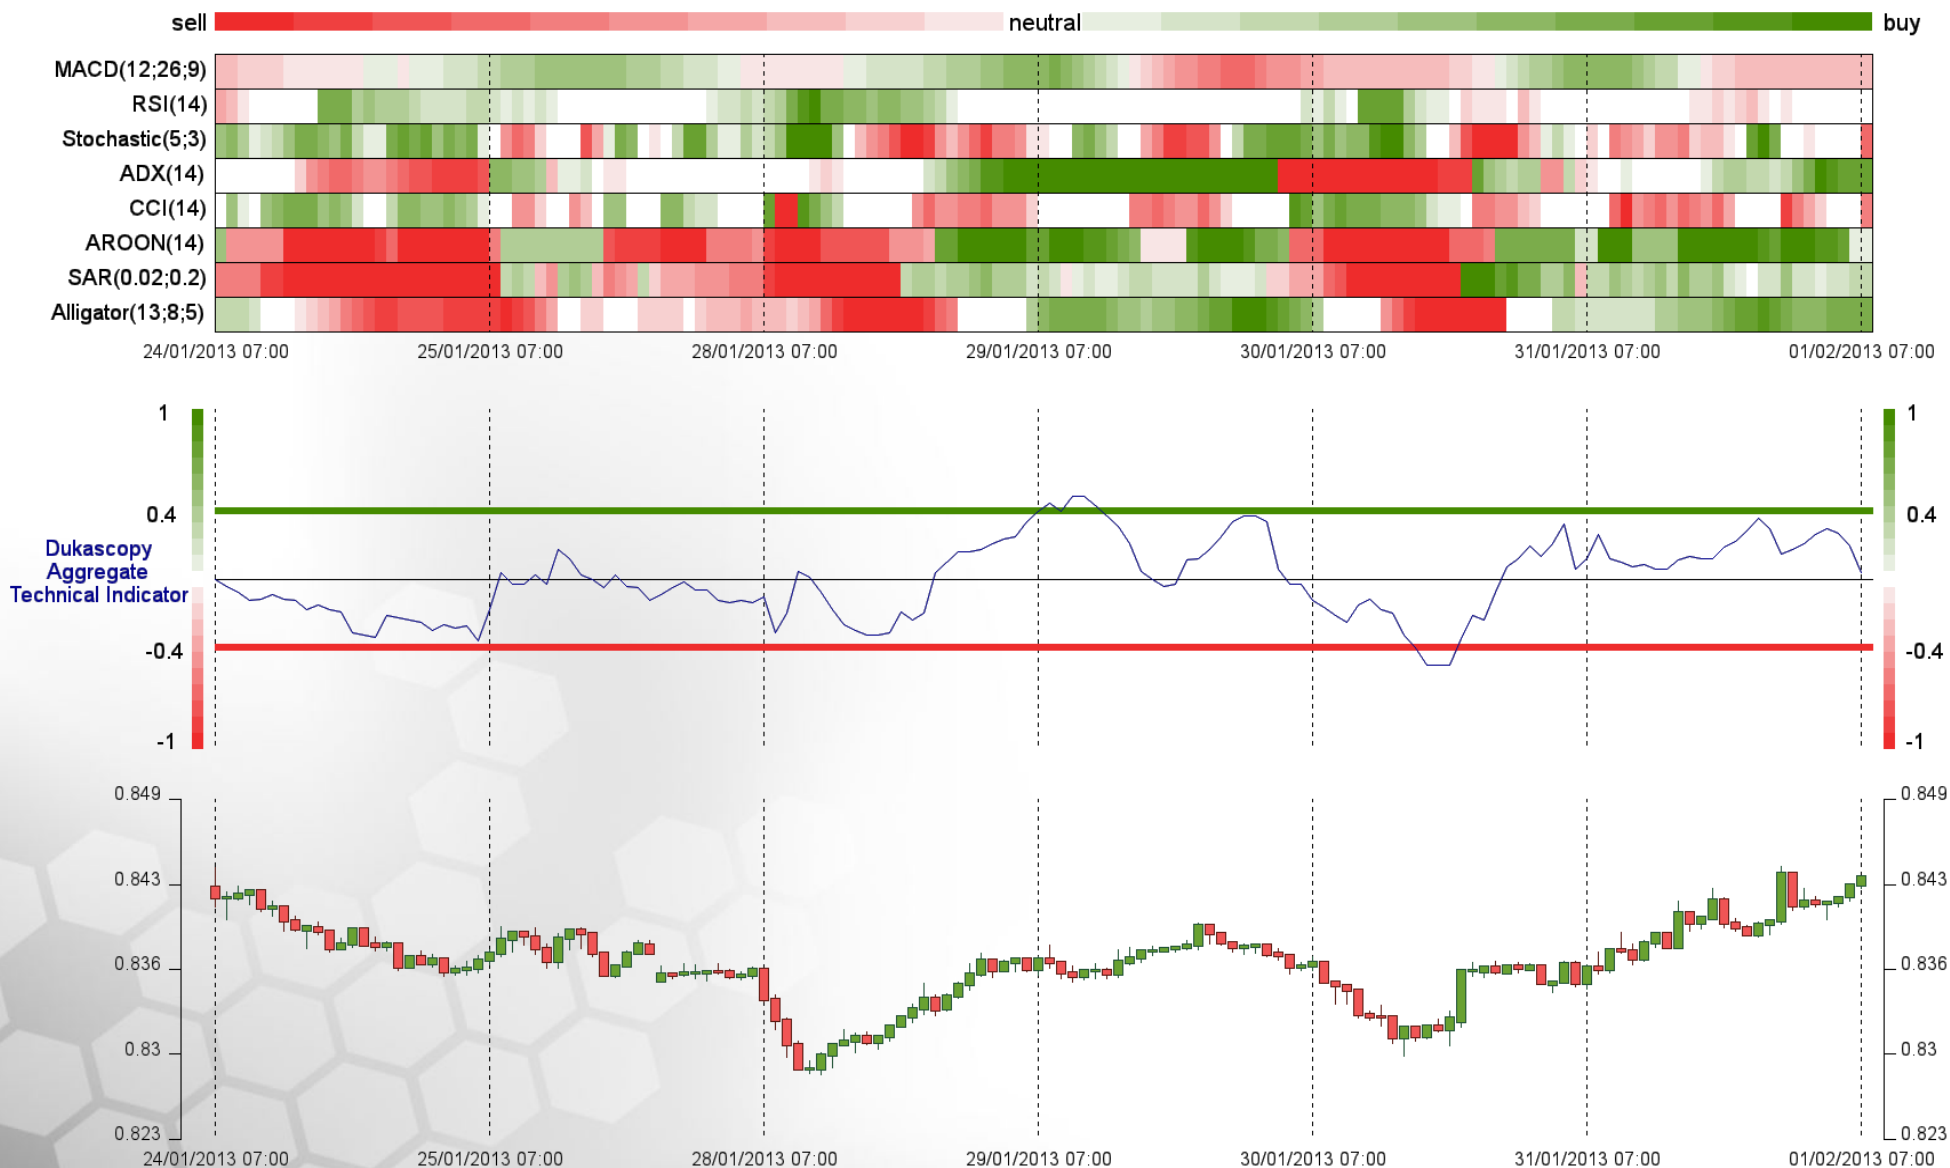 sell neutral buy
MACD(12;26;9)
RSI(14)
Stochastic(5;3)
ADX(14)
CCI(14)
AROON(14)
SAR(0.02;0.2)
Alligator(13;8;5)
24/01/2013 07:00 25/01/2013 07:00 28/01/2013 07:00 29/01/2013 07:00 30/01/2013 07:00 31/01/2013 07:00 01/02/2013 07:00
1 1
0.4 0.4
Dukascopy
Aggregate
Technical Indicator
-0.4 -0.4
-1 -1
0.849 0.849
0.843 0.843
0.836 0.836
0.83 0.83
0.823 0.823
24/01/2013 07:00 25/01/2013 07:00 28/01/2013 07:00 29/01/2013 07:00 30/01/2013 07:00 31/01/2013 07:00 01/02/2013 07:00